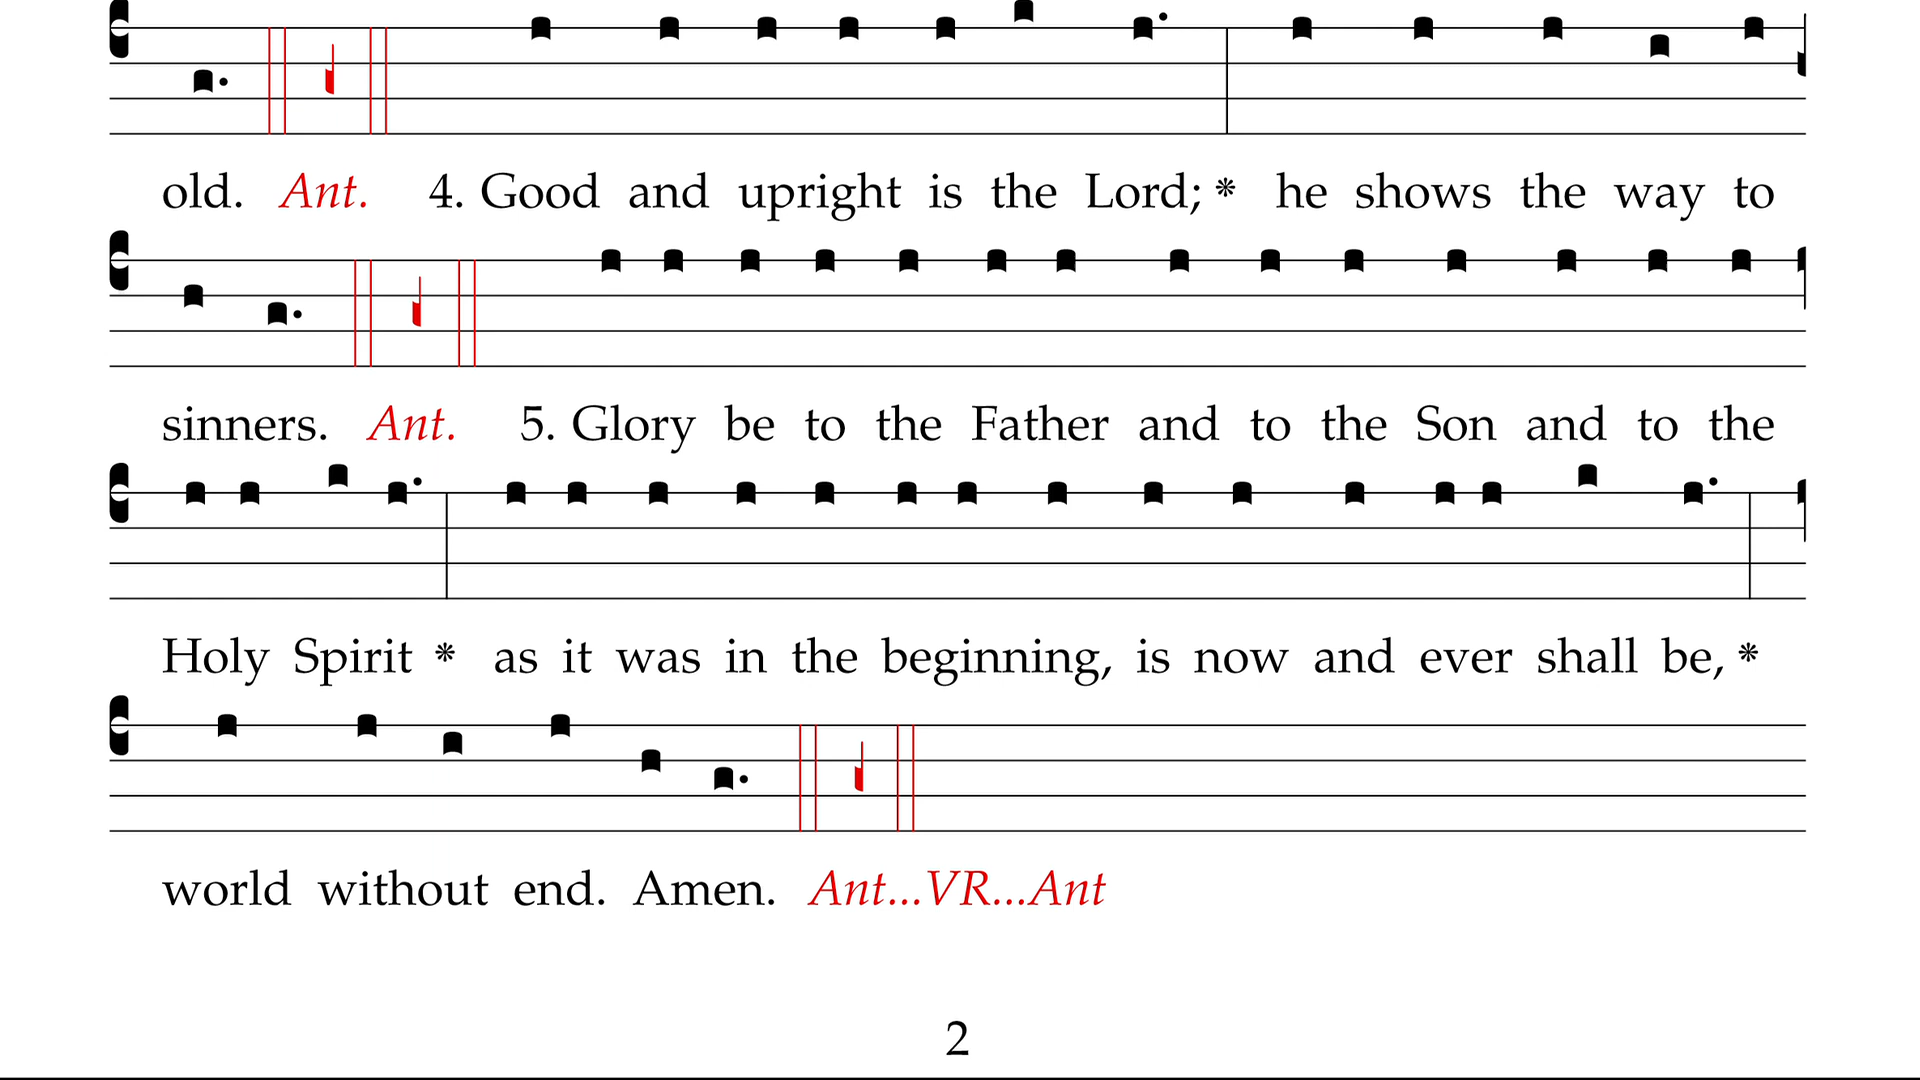 old. Ant. 4. Good and upright is the Lord; * he shows the way to
sinners. Ant. 5. Glory be to the Father and to the Son and to the
Holy Spirit * as it was in the beginning, is now and ever shall be, *
world without end. Amen. Ant...VR...Ant
2